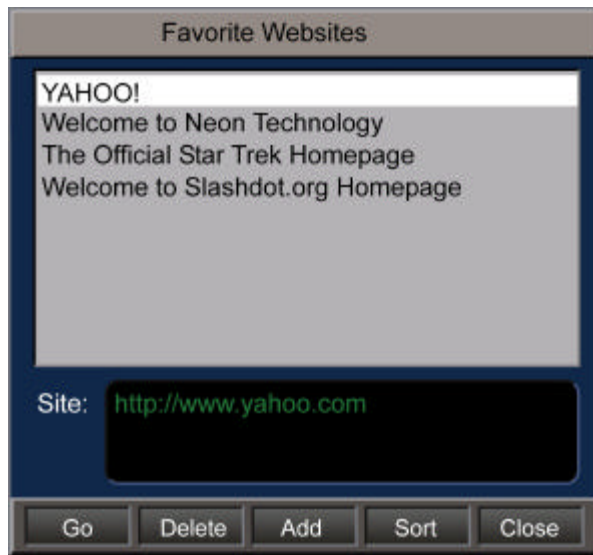 Favorite Websites
YAHOO!
Welcome to Neon Technology
The Official Star Trek Homepage
Welcome to Slashdot.org Homepage
Site: http://www.yahoo.com
Go Delete Add Sort Close